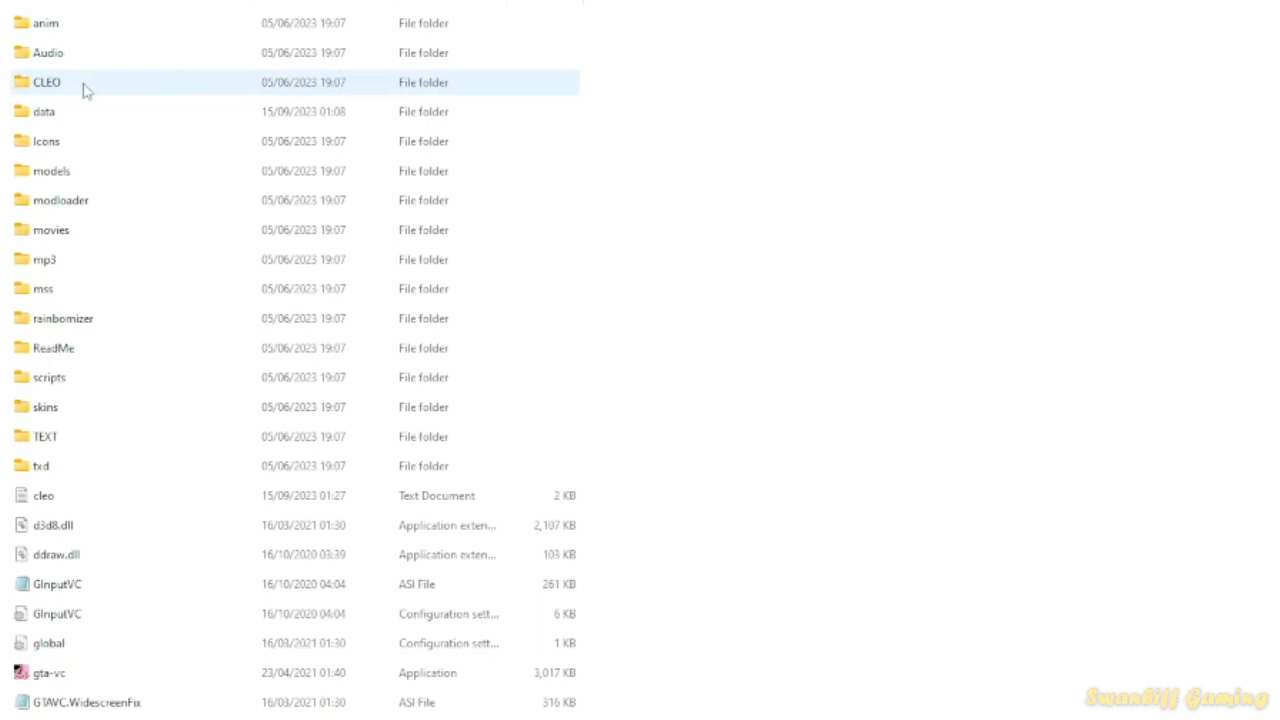 anim 05/06/2023 19:07 File folder
Audio 05/06/2023 19:07 File folder
CLEO 05/06/2023 19:07 File folder
data 15/09/2023 01:08 File folder
Icons 05/06/2023 19:07 File folder
models 05/06/2023 19:07 File folder
modloader 05/06/2023 19:07 File folder
movies 05/06/2023 19:07 File folder
mp3 05/06/2023 19:07 File folder
mss 05/06/2023 19:07 File folder
rainbomizer 05/06/2023 19:07 File folder
ReadMe 05/06/2023 19:07 File folder
scripts 05/06/2023 19:07 File folder
skins 05/06/2023 19:07 File folder
TEXT 05/06/2023 19:07 File folder
txd 05/06/2023 19:07 File folder
cleo 15/09/2023 01:27 Text Document 2 KB
d3d8.dll 16/03/2021 01:30 Application exten... 2,107 KB
ddraw.dll 16/10/2020 03:39 Application exten... 103 KB
GInputVC 16/10/2020 04:04 ASI File 261 KB
GInputVC 16/10/2020 04:04 Configuration sett... 6 KB
global 16/03/2021 01:30 Configuration sett... 1 KB
gta-vc 23/04/2021 01:40 Application 3,017 KB
GTAVC.WidescreenFix 16/03/2021 01:30 ASI File 316 KB
Swandiff Gaming